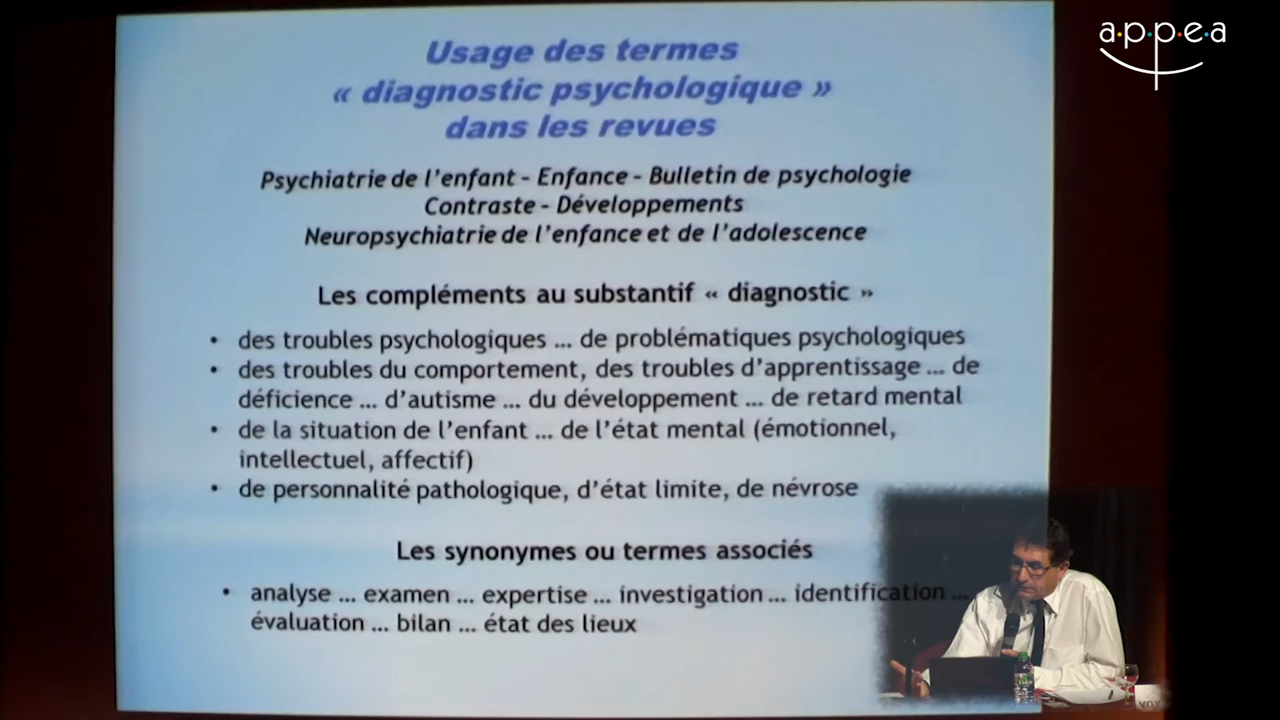 a·p·p·e·a
Usage des termes
« diagnostic psychologique »
dans les revues
Psychiatrie de l'enfant - Enfance - Bulletin de psychologie
Contraste - Développements
Neuropsychiatrie de l'enfance et de l'adolescence
Les compléments au substantif « diagnostic »
• des troubles psychologiques ... de problématiques psychologiques
• des troubles du comportement, des troubles d'apprentissage ... de
déficience ... d'autisme ... du développement ... de retard mental
• de la situation de l'enfant ... de l'état mental (émotionnel,
intellectuel, affectif)
• de personnalité pathologique, d'état limite, de névrose
Les synonymes ou termes associés
• analyse ... examen ... expertise ... investigation ... identification ...
évaluation ... bilan ... état des lieux